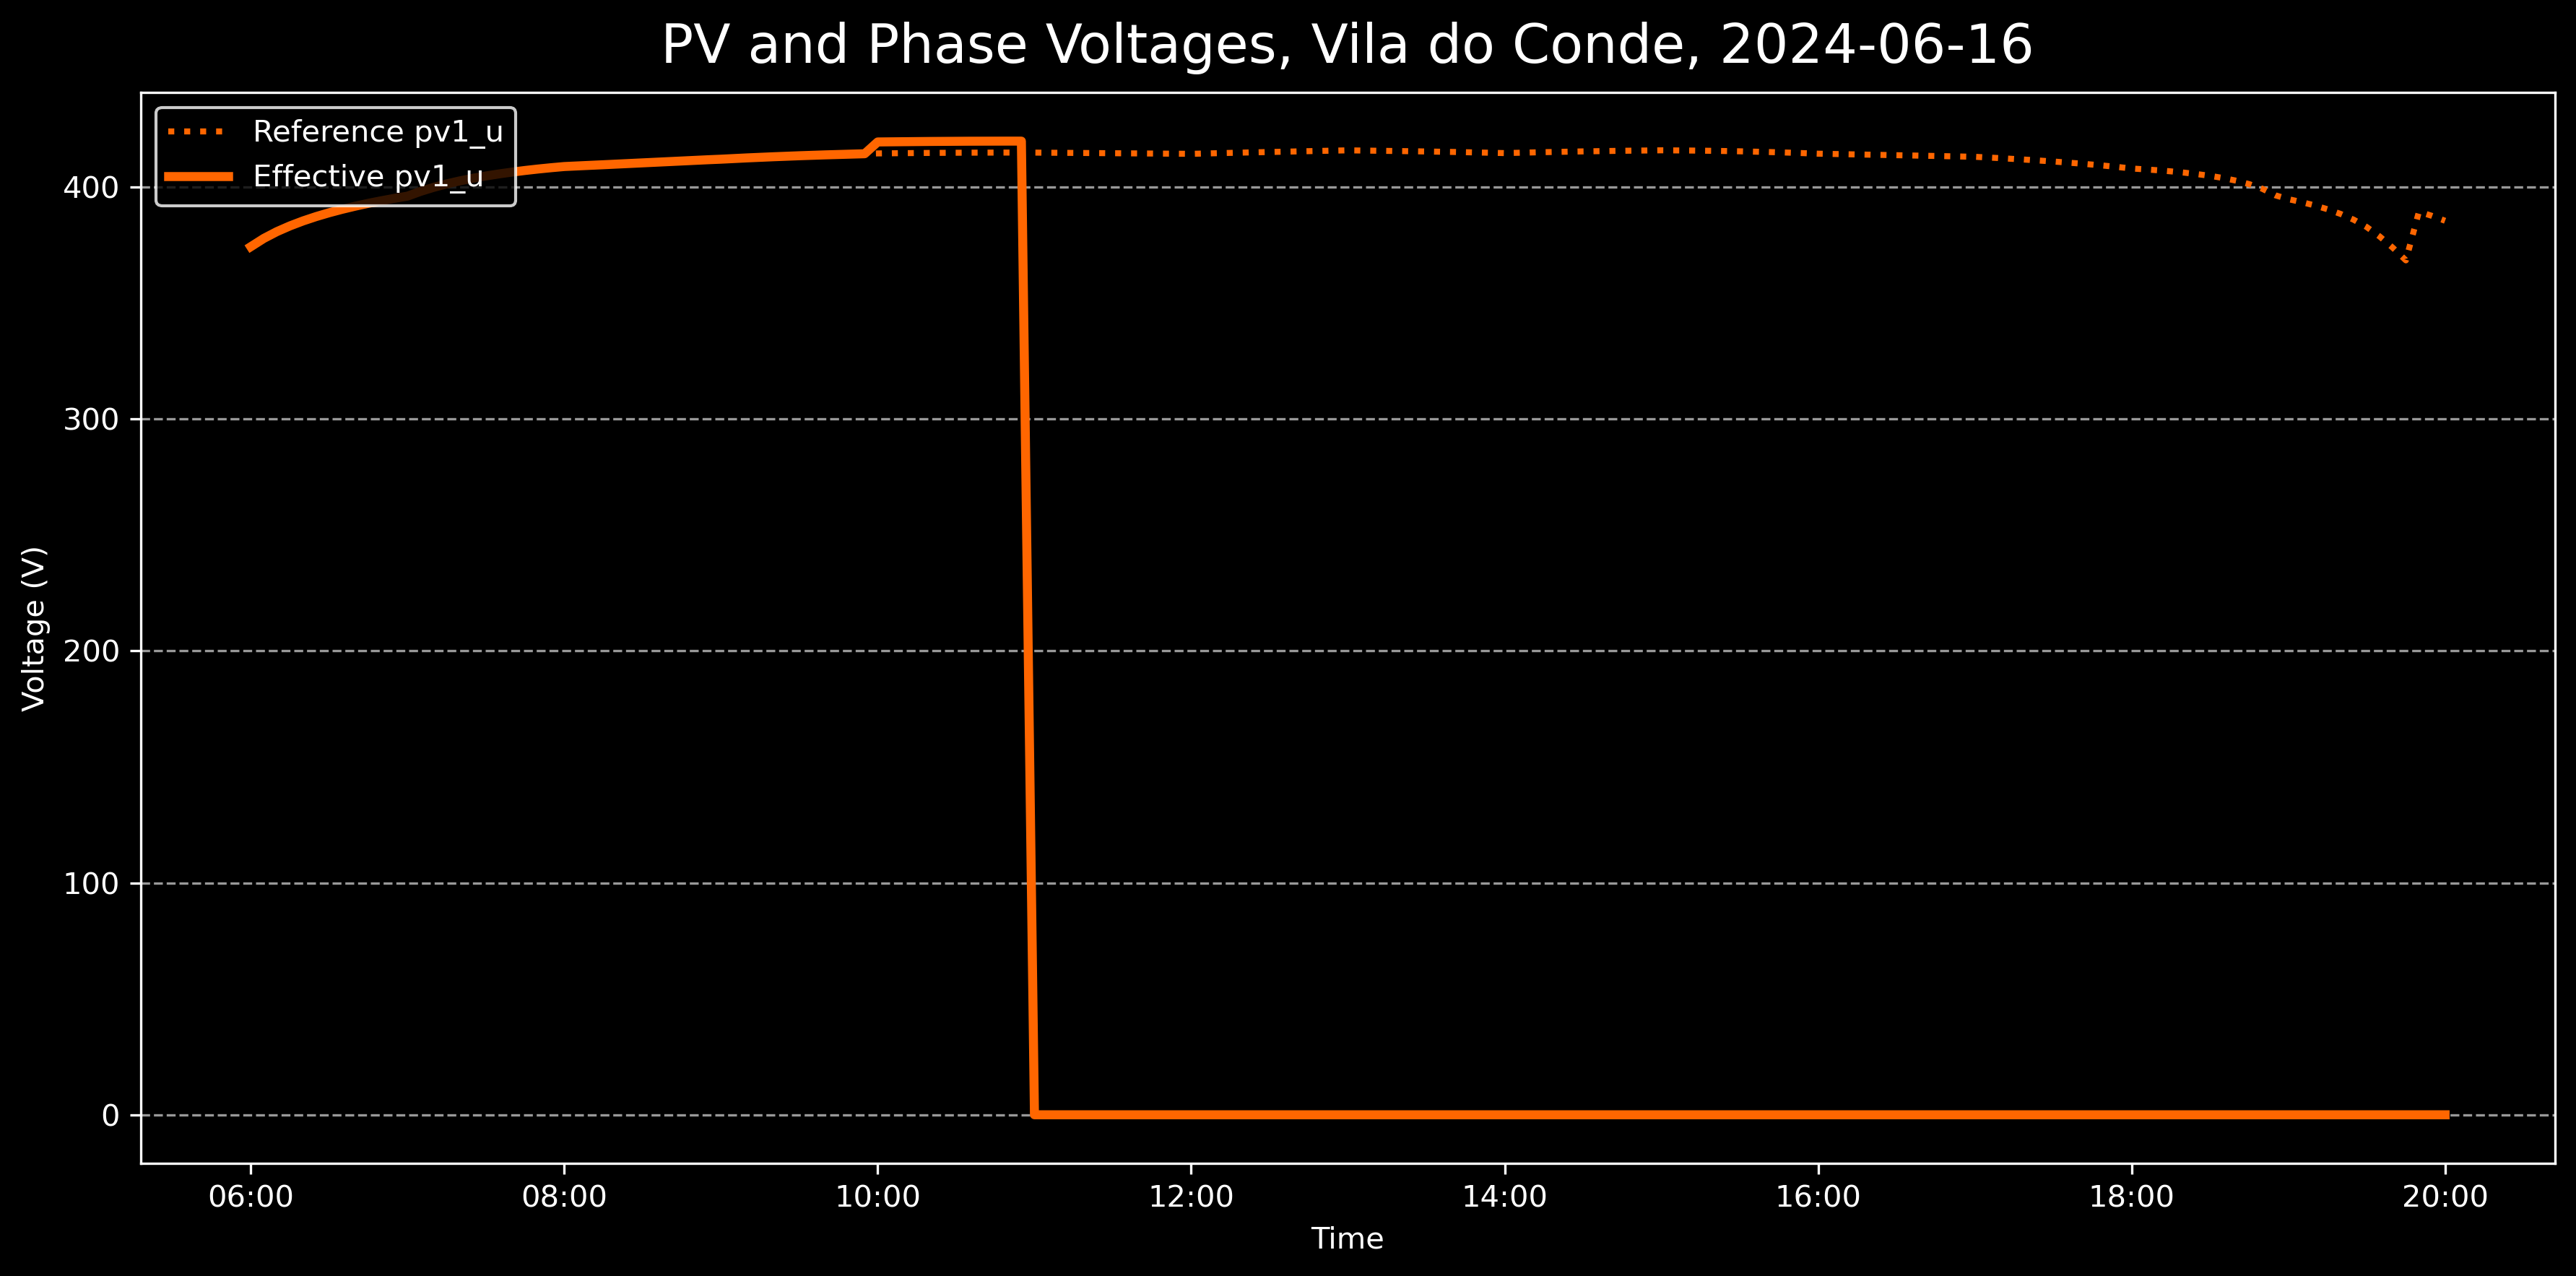 PV and Phase Voltages, Vila do Conde, 2024-06-16
Reference pv1_u
Effective pv1_u
400
300
200
100
0
Voltage (V)
06:00 08:00 10:00 12:00 14:00 16:00 18:00 20:00
Time